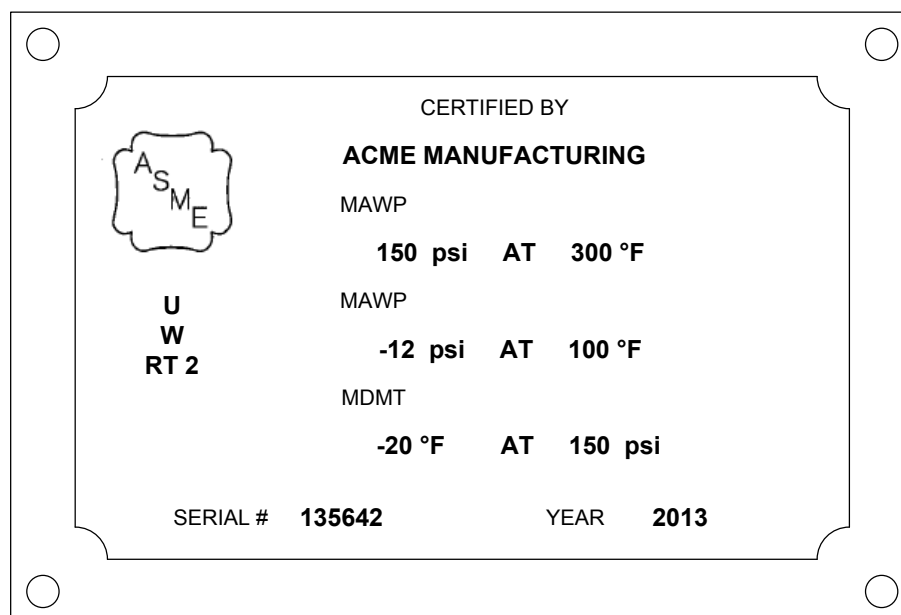 CERTIFIED BY
ACME MANUFACTURING
ASME
MAWP
150 psi AT 300 °F
U
W
RT 2
MAWP
-12 psi AT 100 °F
MDMT
-20 °F AT 150 psi
SERIAL # 135642 YEAR 2013